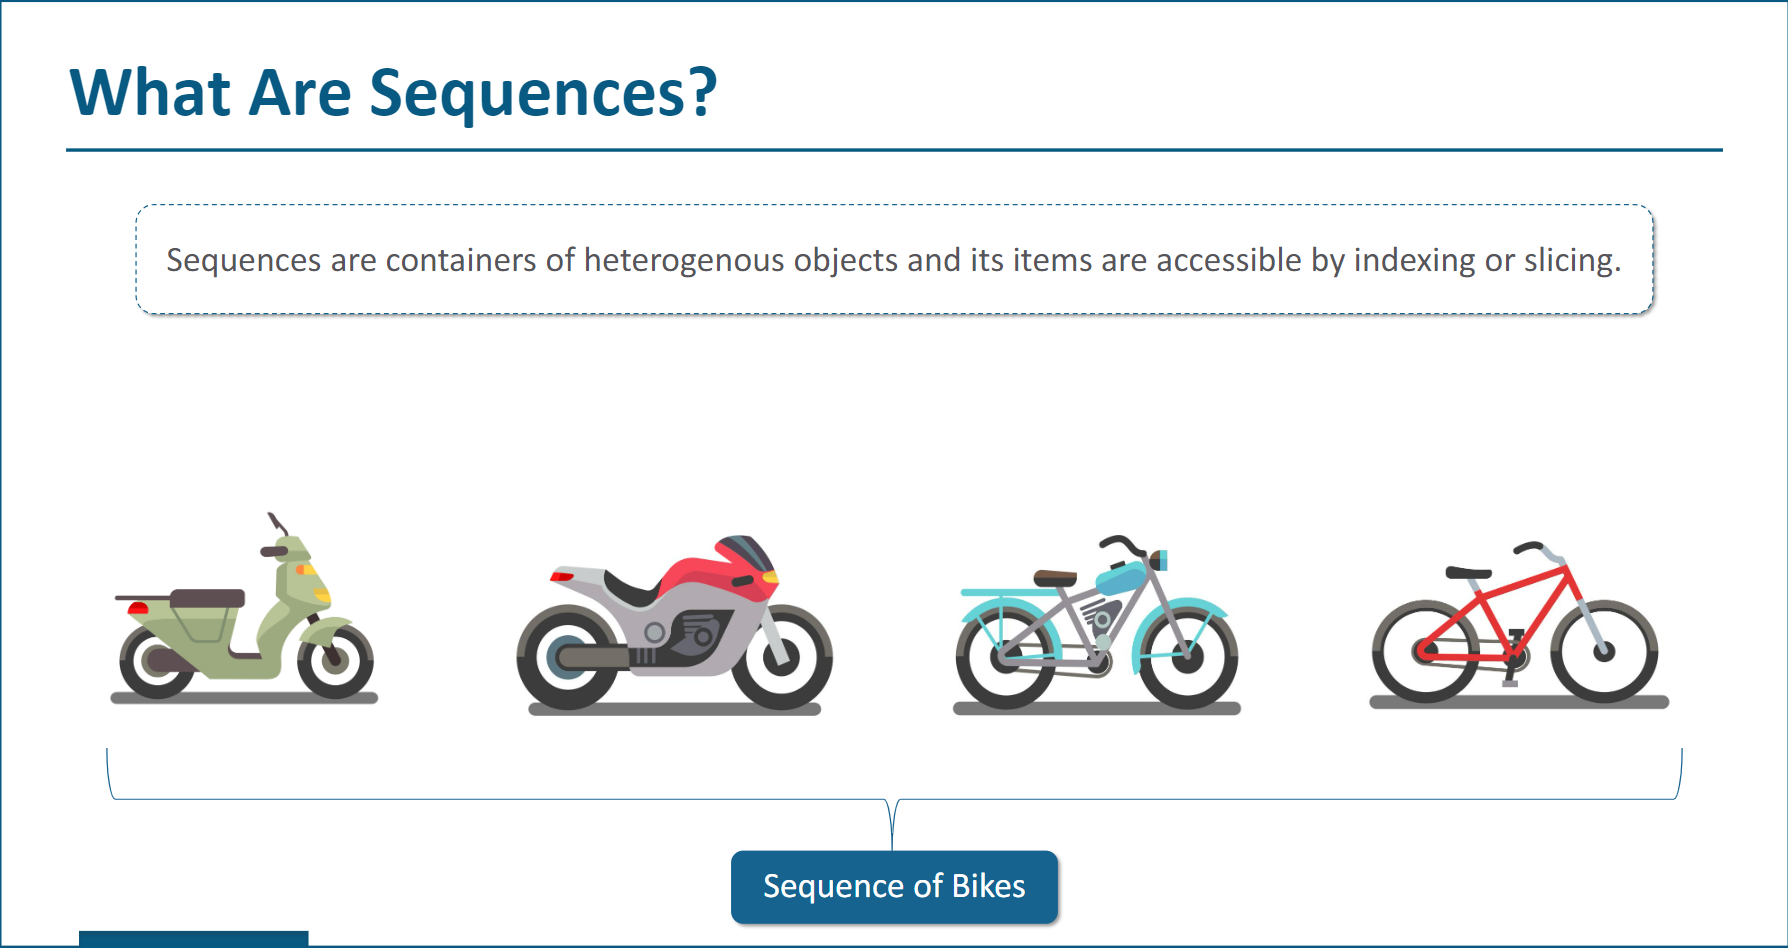 What Are Sequences?
Sequences are containers of heterogenous objects and its items are accessible by indexing or slicing.
Sequence of Bikes